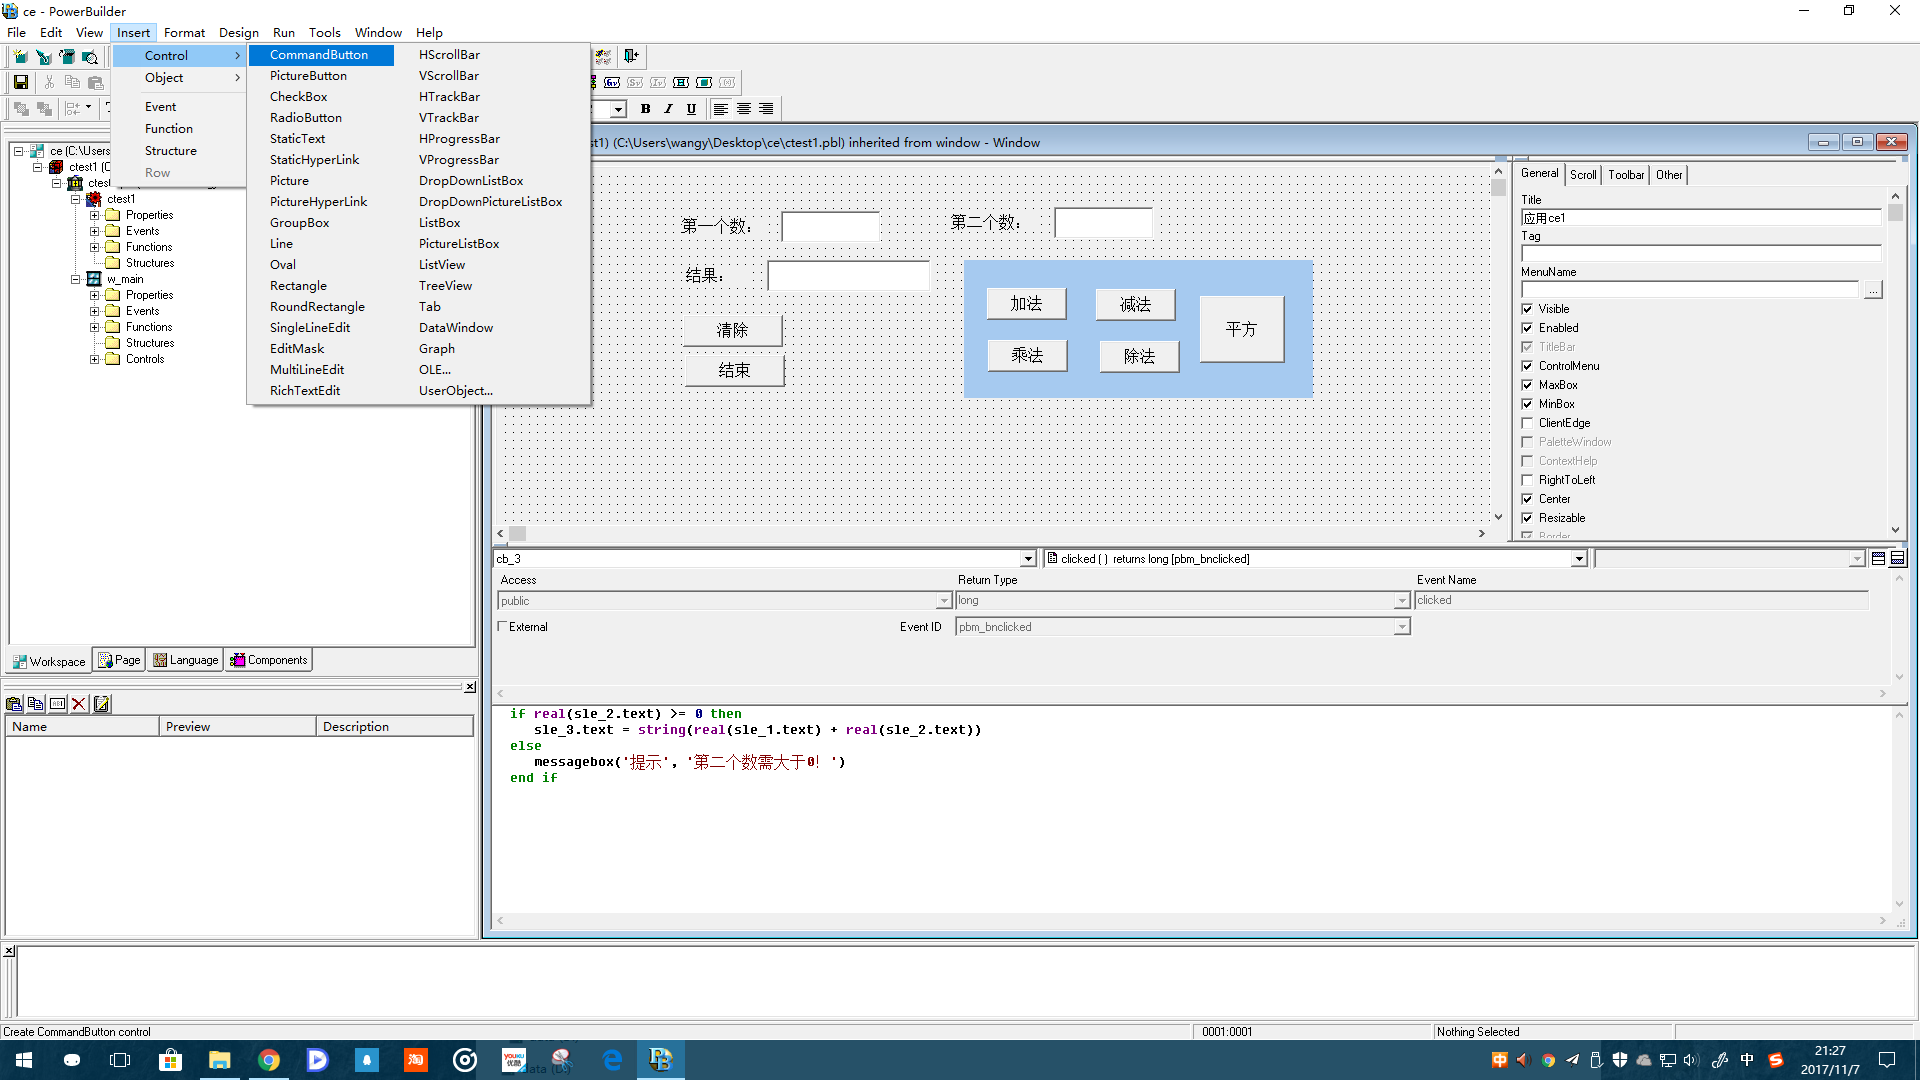 ce - PowerBuilder
File Edit View Insert Format Design Run Tools Window Help
Control
Object
Event
Function
Structure
Row
CommandButton HScrollBar
PictureButton VScrollBar
CheckBox HTrackBar
RadioButton VTrackBar
StaticText HProgressBar
StaticHyperLink VProgressBar
Picture DropDownListBox
PictureHyperLink DropDownPictureListBox
GroupBox ListBox
Line PictureListBox
Oval ListView
Rectangle TreeView
RoundRectangle Tab
SingleLineEdit DataWindow
EditMask Graph
MultiLineEdit OLE...
RichTextEdit UserObject...
B I U
ce (C:\Users
ctest1 (C
ctes
ctest1
Properties
Events
Functions
Structures
w_main
Properties
Events
Functions
Structures
Controls
Workspace Page Language Components
Name Preview Description
st1) (C:\Users\wangy\Desktop\ce\ctest1.pbl) inherited from window - Window
第一个数： 第二个数：
结果：
加法 减法 平方
清除
乘法 除法
结束
General Scroll Toolbar Other
Title
应用ce1
Tag
MenuName
...
Visible
Enabled
TitleBar
ControlMenu
MaxBox
MinBox
ClientEdge
PaletteWindow
ContextHelp
RightToLeft
Center
Resizable
Border
cb_3 clicked ( ) returns long [pbm_bnclicked]
Access Return Type Event Name
public long clicked
External Event ID pbm_bnclicked
if real(sle_2.text) >= 0 then
sle_3.text = string(real(sle_1.text) + real(sle_2.text))
else
messagebox('提示', '第二个数需大于0！')
end if
Create CommandButton control 0001:0001 Nothing Selected
淘 YOUKU 优酷 中 中 S
21:27
2017/11/7